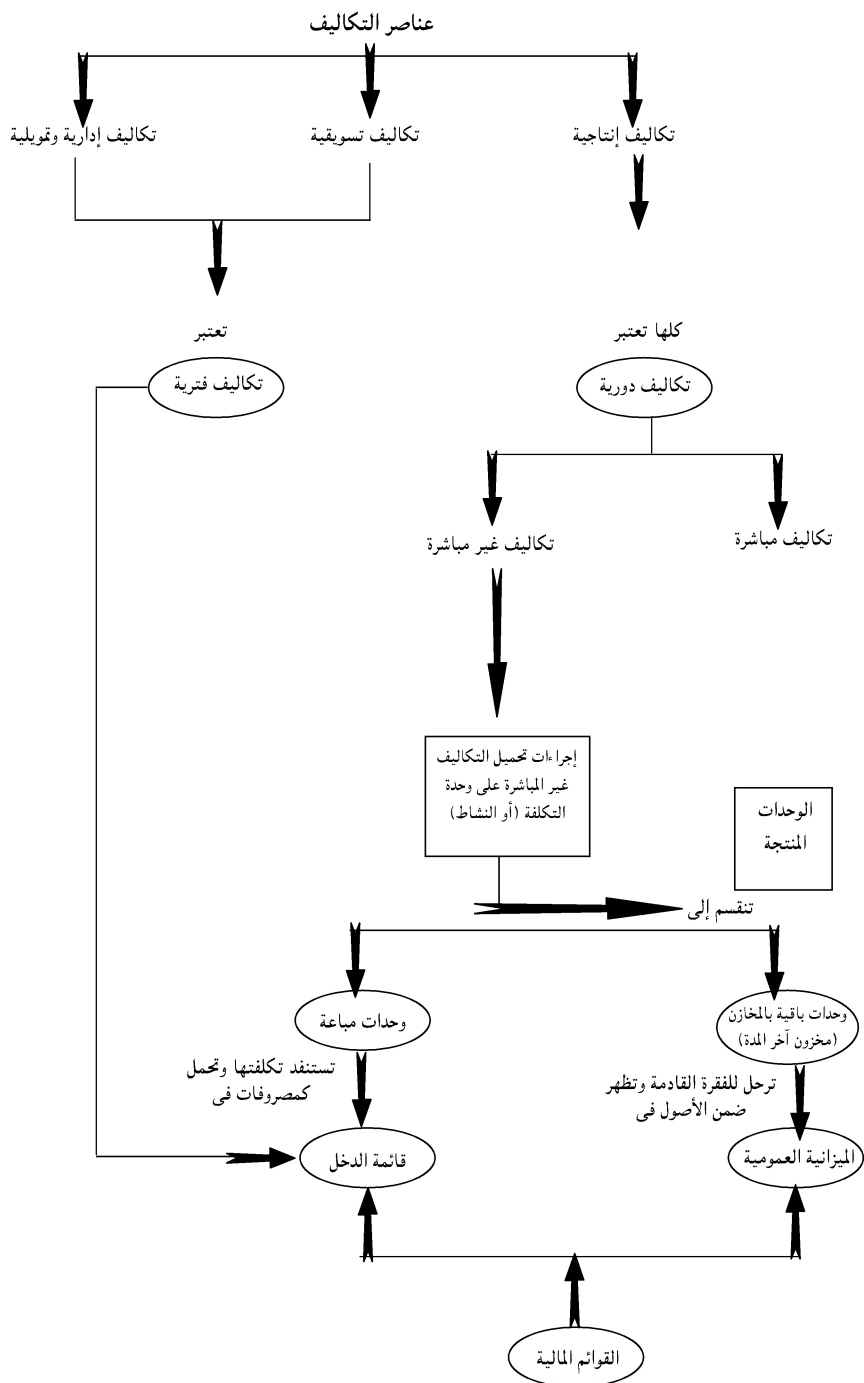 عناصر التكاليف
تكاليف إنتاجية
تكاليف تسويقية
تكاليف إدارية وتمويلية
كلها تعتبر
تعتبر
تكاليف دورية
تكاليف فترية
تكاليف مباشرة
تكاليف غير مباشرة
إجراءات تحميل التكاليف
غير المباشرة على وحدة
التكلفة (أو النشاط)
الوحدات
المنتجة
تنقسم إلى
وحدات باقية بالمخازن
(مخزون آخر المدة)
وحدات مباعة
ترحل للفقرة القادمة وتظهر
ضمن الأصول فى
تستنفد تكلفتها وتحمل
كمصروفات فى
الميزانية العمومية
قائمة الدخل
القوائم المالية